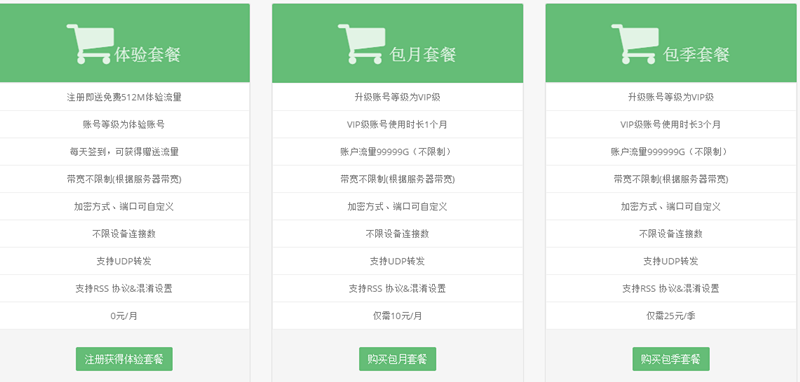 体验套餐
注册即送免费512M体验流量
账号等级为体验账号
每天签到，可获得赠送流量
带宽不限制(根据服务器带宽)
加密方式、端口可自定义
不限设备连接数
支持UDP转发
支持RSS 协议&混淆设置
0元/月
注册获得体验套餐
包月套餐
升级账号等级为VIP级
VIP级账号使用时长1个月
账户流量99999G（不限制）
带宽不限制(根据服务器带宽)
加密方式、端口可自定义
不限设备连接数
支持UDP转发
支持RSS 协议&混淆设置
仅需10元/月
购买包月套餐
包季套餐
升级账号等级为VIP级
VIP级账号使用时长3个月
账户流量999999G（不限制）
带宽不限制(根据服务器带宽)
加密方式、端口可自定义
不限设备连接数
支持UDP转发
支持RSS 协议&混淆设置
仅需25元/季
购买包季套餐